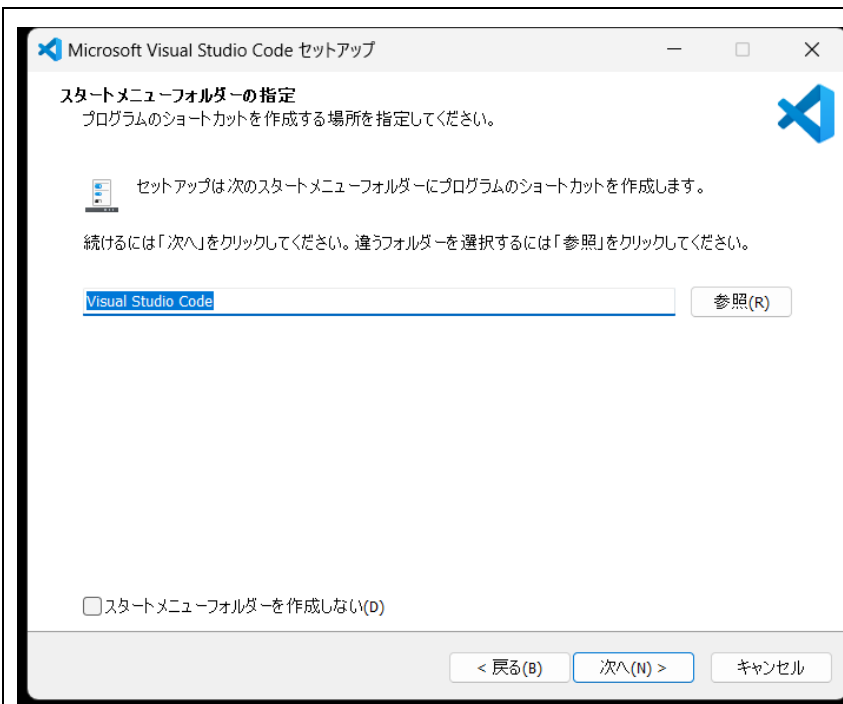 Microsoft Visual Studio Code セットアップ
スタートメニューフォルダーの指定
プログラムのショートカットを作成する場所を指定してください。
セットアップは次のスタートメニューフォルダーにプログラムのショートカットを作成します。
続けるには「次へ」をクリックしてください。違うフォルダーを選択するには「参照」をクリックしてください。
Visual Studio Code
参照(R)
スタートメニューフォルダーを作成しない(D)
< 戻る(B)
次へ(N) >
キャンセル